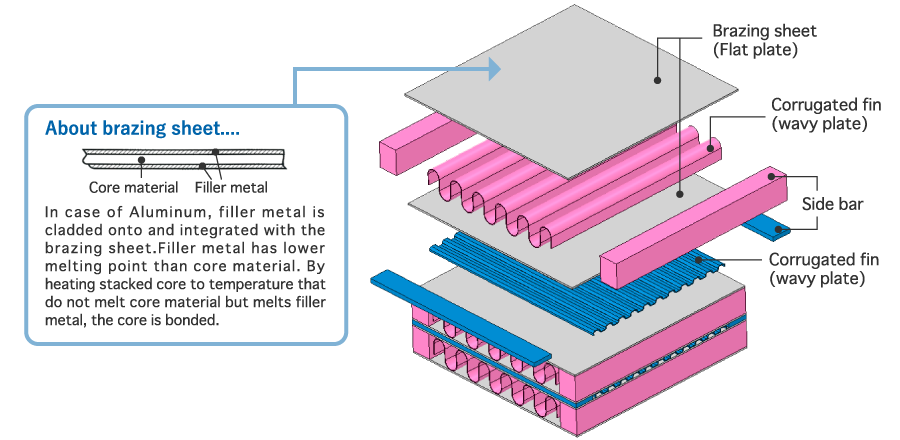 About brazing sheet....
Core material Filler metal
In case of Aluminum, filler metal is
cladded onto and integrated with the
brazing sheet.Filler metal has lower
melting point than core material. By
heating stacked core to temperature that
do not melt core material but melts filler
metal, the core is bonded.
Brazing sheet
(Flat plate)
Corrugated fin
(wavy plate)
Side bar
Corrugated fin
(wavy plate)